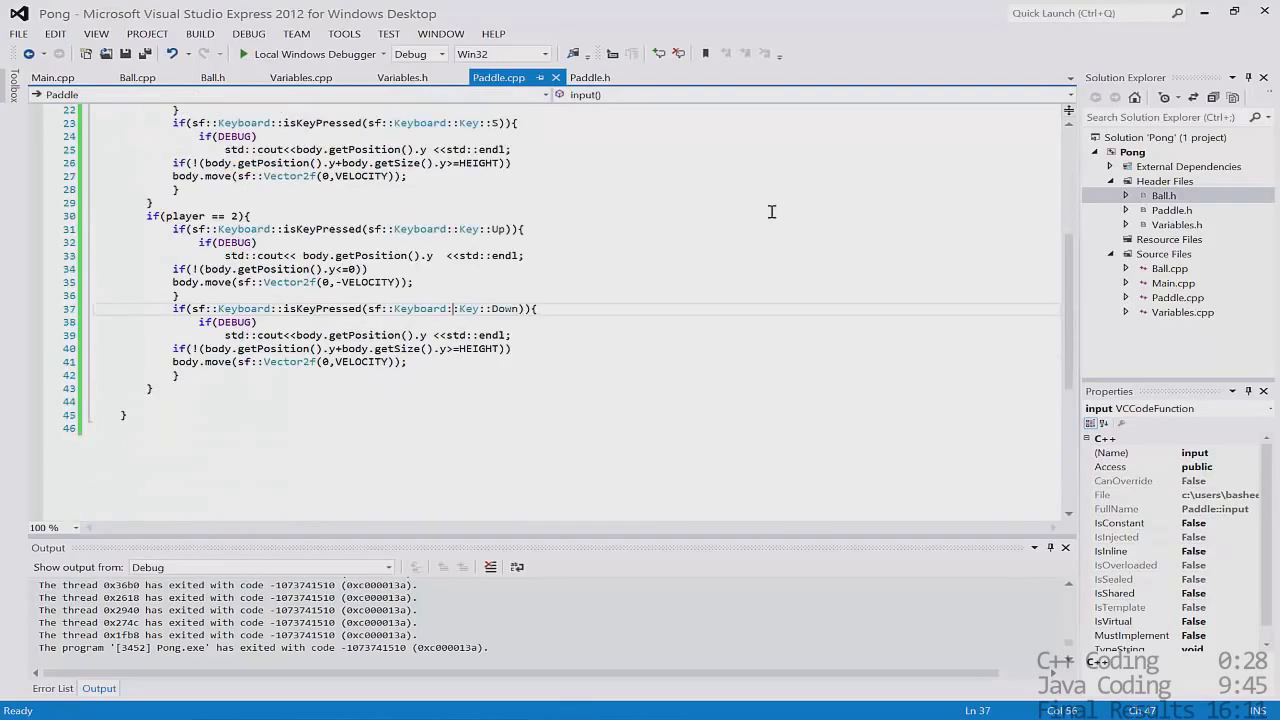 Pong - Microsoft Visual Studio Express 2012 for Windows Desktop
Quick Launch (Ctrl+Q)
FILE EDIT VIEW PROJECT BUILD DEBUG TEAM TOOLS TEST WINDOW HELP
Local Windows Debugger Debug Win32
Toolbox
Main.cpp Ball.cpp Ball.h Variables.cpp Variables.h Paddle.cpp Paddle.h
Paddle input()
22 }
23 if(sf::Keyboard::isKeyPressed(sf::Keyboard::Key::S)){
24 if(DEBUG)
25 std::cout<<body.getPosition().y <<std::endl;
26 if(!(body.getPosition().y+body.getSize().y>=HEIGHT))
27 body.move(sf::Vector2f(0,VELOCITY));
28 }
29 }
30 if(player == 2){
31 if(sf::Keyboard::isKeyPressed(sf::Keyboard::Key::Up)){
32 if(DEBUG)
33 std::cout<< body.getPosition().y  <<std::endl;
34 if(!(body.getPosition().y<=0))
35 body.move(sf::Vector2f(0,-VELOCITY));
36 }
37 if(sf::Keyboard::isKeyPressed(sf::Keyboard::Key::Down)){
38 if(DEBUG)
39 std::cout<<body.getPosition().y <<std::endl;
40 if(!(body.getPosition().y+body.getSize().y>=HEIGHT))
41 body.move(sf::Vector2f(0,VELOCITY));
42 }
43 }
44
45 }
46
100 %
Solution Explorer
Search Solution Explorer (Ctrl+;)
Solution 'Pong' (1 project)
Pong
External Dependencies
Header Files
Ball.h
Paddle.h
Variables.h
Resource Files
Source Files
Ball.cpp
Main.cpp
Paddle.cpp
Variables.cpp
Properties
input VCCodeFunction
C++
(Name) input
Access public
CanOverride False
File c:\users\bashee
FullName Paddle::input
IsConstant False
IsInjected False
IsInline False
IsOverloaded False
IsSealed False
IsShared False
IsTemplate False
IsVirtual False
MustImplement False
TypeString void
C++
Output
Show output from: Debug
The thread 0x36b0 has exited with code -1073741510 (0xc000013a).
The thread 0x2618 has exited with code -1073741510 (0xc000013a).
The thread 0x2940 has exited with code -1073741510 (0xc000013a).
The thread 0x274c has exited with code -1073741510 (0xc000013a).
The thread 0x1fb8 has exited with code -1073741510 (0xc000013a).
The program '[3452] Pong.exe' has exited with code -1073741510 (0xc000013a).
Error List Output
C++ Coding 0:28
Java Coding 9:45
Final Results 16:11
Ready Ln 37 Col 56 Ch 47 INS